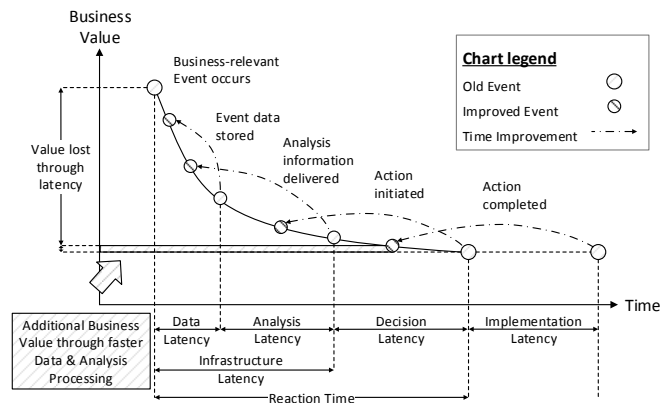 Business
Value
Business-relevant
Event occurs
Chart legend
Old Event
Improved Event
Time Improvement
Event data
stored
Value lost
through
latency
Analysis
information
delivered
Action
initiated
Action
completed
Time
Additional Business
Value through faster
Data & Analysis
Processing
Data
Latency
Analysis
Latency
Decision
Latency
Implementation
Latency
Infrastructure
Latency
Reaction Time